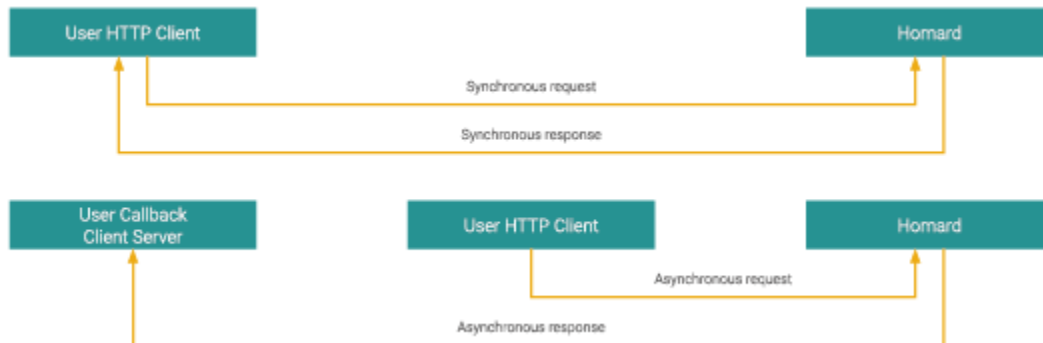 User HTTP Client
Homard
Synchronous request
Synchronous response
User Callback
Client Server
User HTTP Client
Homard
Asynchronous request
Asynchronous response